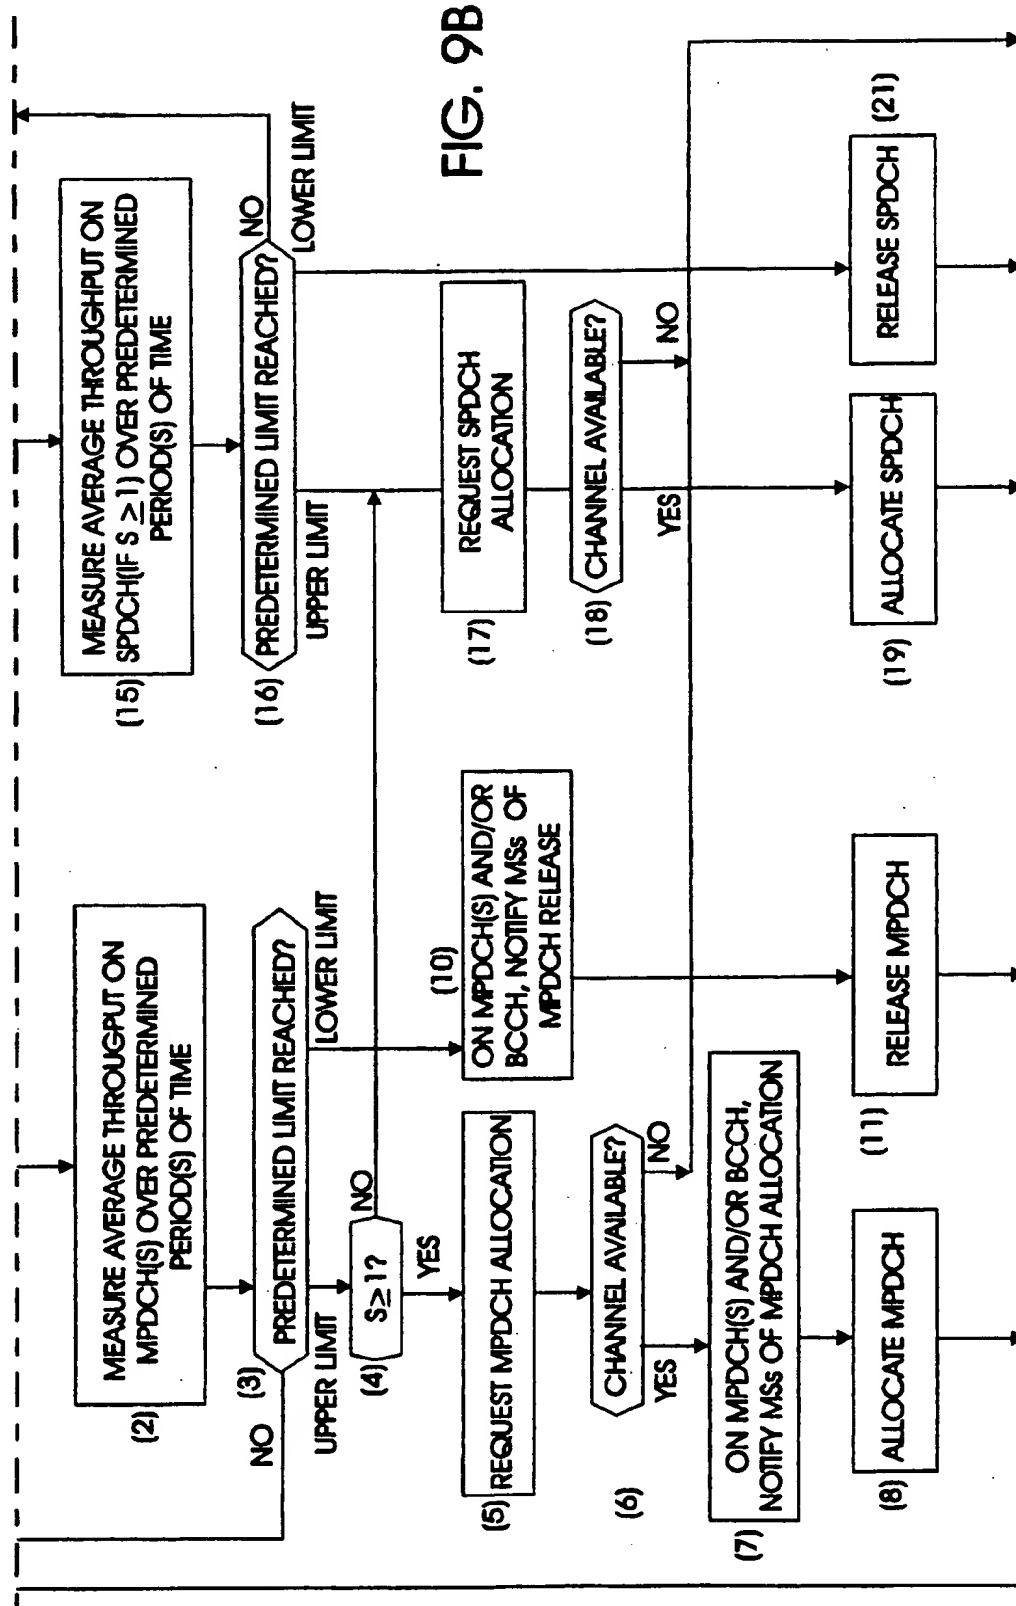 FIG. 9B
MEASURE AVERAGE THROUGPUT ON
MPDCH(S) OVER PREDETERMINED
PERIOD(S) OF TIME
(2)
(3)
PREDETERMINED LIMIT REACHED?
NO
UPPER LIMIT
LOWER LIMIT
(4)
S≥1?
NO
YES
(5)
REQUEST MPDCH ALLOCATION
(10)
ON MPDCH(S) AND/OR
BCCH, NOTIFY MSs OF
MPDCH RELEASE
(6)
CHANNEL AVAILABLE?
YES
NO
(7)
ON MPDCH(S) AND/OR BCCH,
NOTIFY MSs OF MPDCH ALLOCATION
(8)
ALLOCATE MPDCH
(11)
RELEASE MPDCH
MEASURE AVERAGE THROUGHPUT ON
(15) SPDCH(IF S ≥ 1) OVER PREDETERMINED
PERIOD(S) OF TIME
(16)
PREDETERMINED LIMIT REACHED?
NO
UPPER LIMIT
LOWER LIMIT
(17)
REQUEST SPDCH
ALLOCATION
(18)
CHANNEL AVAILABLE?
YES
NO
(19)
ALLOCATE SPDCH
RELEASE SPDCH
(21)